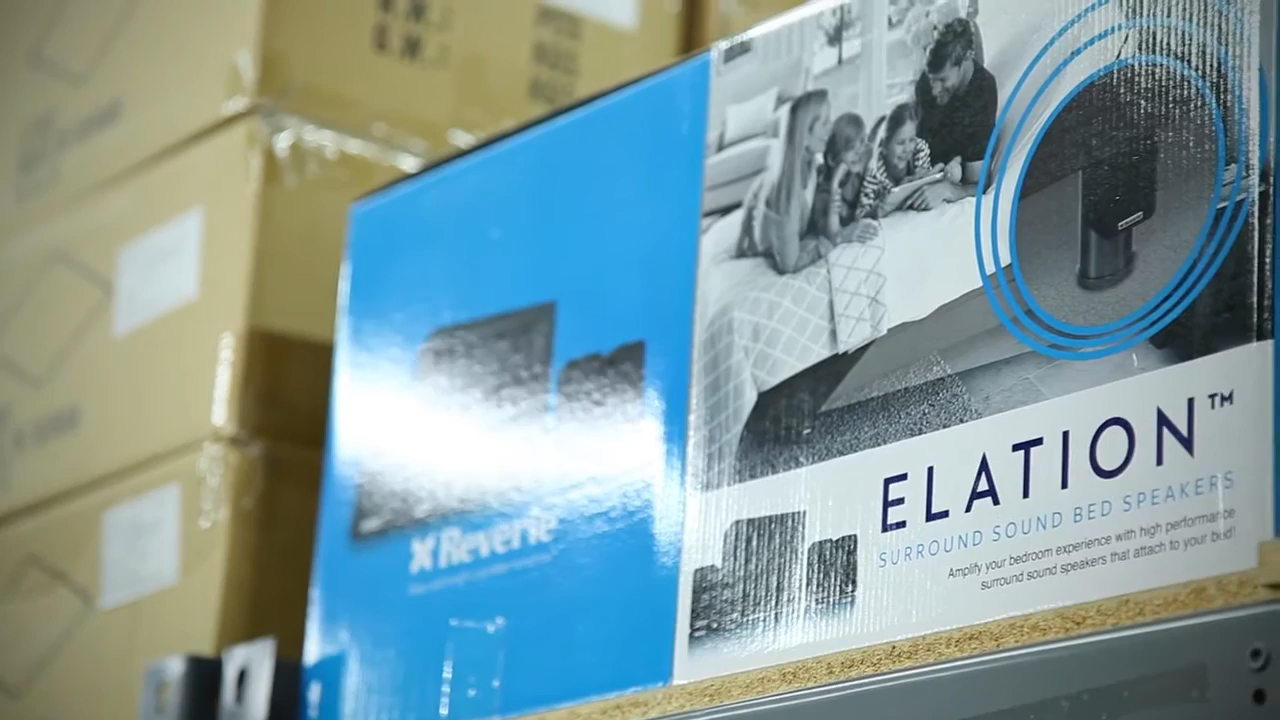 Reverie
ELATION™
SURROUND SOUND BED SPEAKERS
Amplify your bedroom experience with high performance
surround sound speakers that attach to your bed!